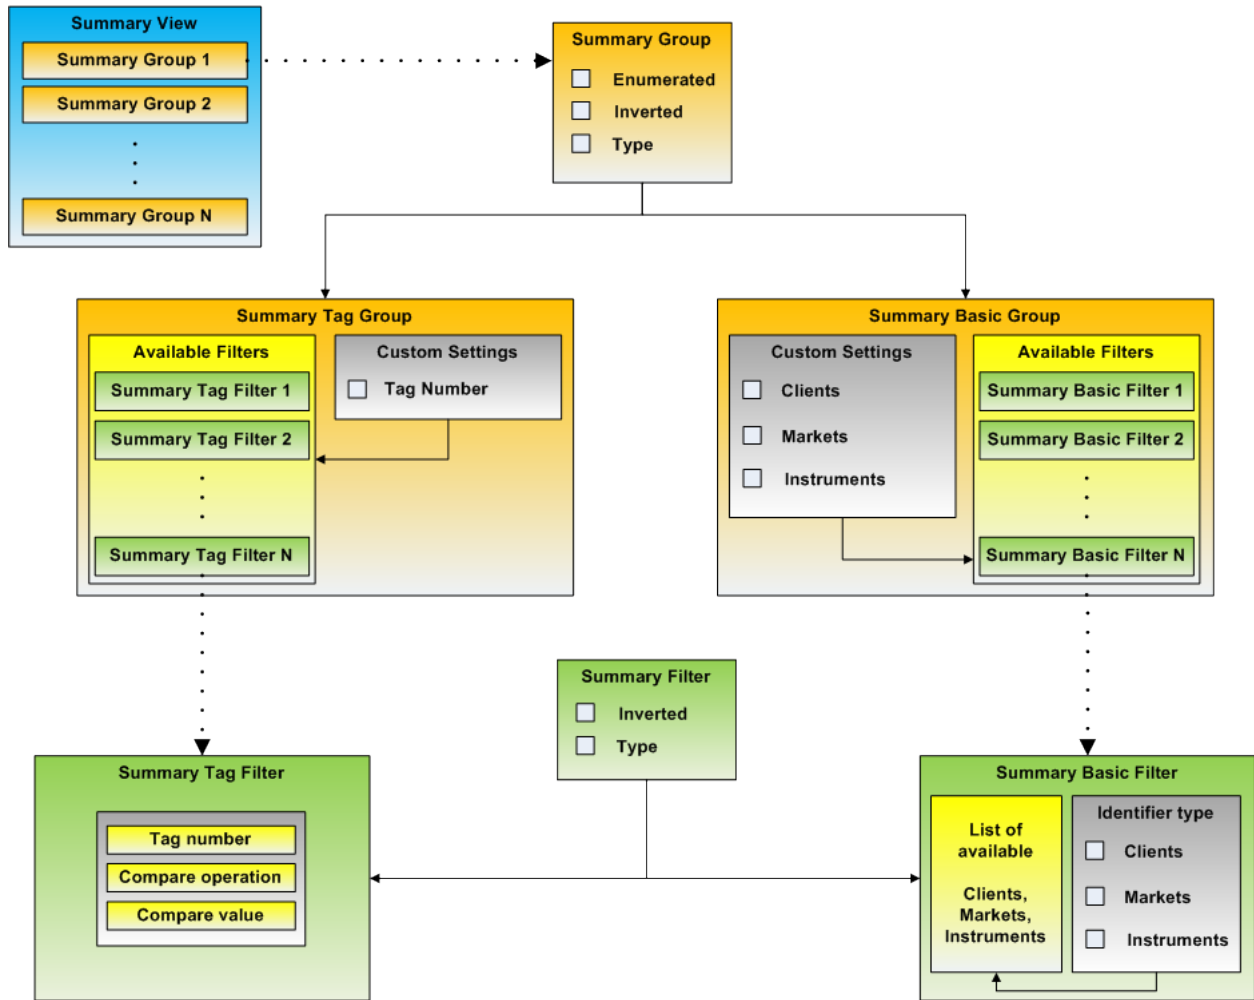 Summary View
Summary Group 1
Summary Group 2
Summary Group N
Summary Group
Enumerated
Inverted
Type
Summary Tag Group
Available Filters
Summary Tag Filter 1
Summary Tag Filter 2
Summary Tag Filter N
Custom Settings
Tag Number
Summary Basic Group
Custom Settings
Clients
Markets
Instruments
Available Filters
Summary Basic Filter 1
Summary Basic Filter 2
Summary Basic Filter N
Summary Filter
Inverted
Type
Summary Tag Filter
Tag number
Compare operation
Compare value
Summary Basic Filter
List of
available
Clients,
Markets,
Instruments
Identifier type
Clients
Markets
Instruments